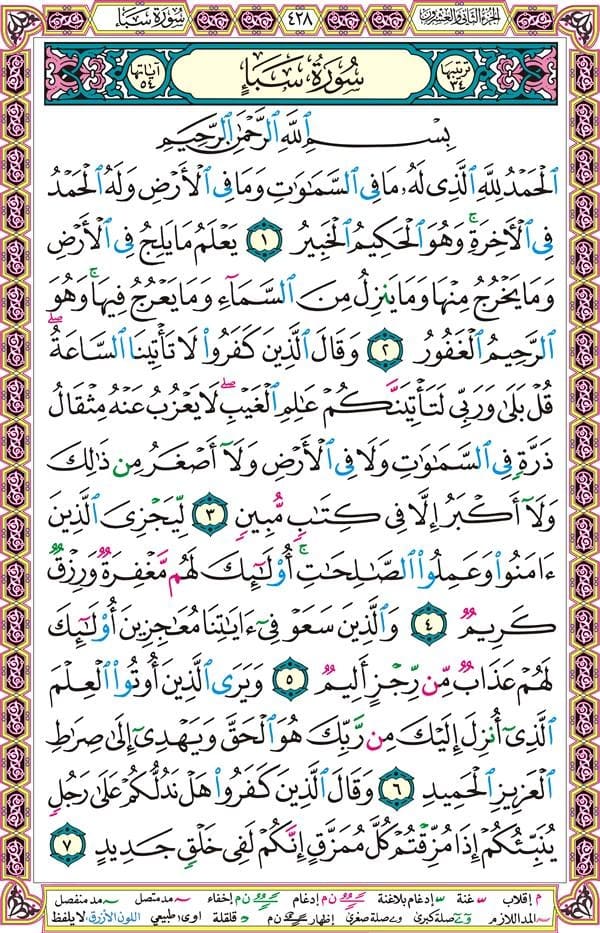 الجزء الثاني والعشرون
٤٢٨
سورة سبأ
ترتيبها ٣٤
سُورَةُ سَبَإٍ
آياتها ٥٤
بِسْمِ ٱللَّهِ ٱلرَّحْمَٰنِ ٱلرَّحِيمِ
ٱلْحَمْدُ لِلَّهِ ٱلَّذِى لَهُۥ مَا فِى ٱلسَّمَٰوَٰتِ وَمَا فِى ٱلْأَرْضِ وَلَهُ ٱلْحَمْدُ
فِى ٱلْأَخِرَةِ ۚ وَهُوَ ٱلْحَكِيمُ ٱلْخَبِيرُ ١ يَعْلَمُ مَا يَلِجُ فِى ٱلْأَرْضِ
وَمَا يَخْرُجُ مِنْهَا وَمَا يَنزِلُ مِنَ ٱلسَّمَآءِ وَمَا يَعْرُجُ فِيهَا ۚ وَهُوَ
ٱلرَّحِيمُ ٱلْغَفُورُ ٢ وَقَالَ ٱلَّذِينَ كَفَرُوا۟ لَا تَأْتِينَا ٱلسَّاعَةُ ۖ
قُلْ بَلَىٰ وَرَبِّى لَتَأْتِيَنَّكُمْ عَٰلِمِ ٱلْغَيْبِ ۖ لَا يَعْزُبُ عَنْهُ مِثْقَالُ
ذَرَّةٍ فِى ٱلسَّمَٰوَٰتِ وَلَا فِى ٱلْأَرْضِ وَلَآ أَصْغَرُ مِن ذَٰلِكَ
وَلَآ أَكْبَرُ إِلَّا فِى كِتَٰبٍ مُّبِينٍ ٣ لِّيَجْزِىَ ٱلَّذِينَ
ءَامَنُوا۟ وَعَمِلُوا۟ ٱلصَّٰلِحَٰتِ ۚ أُو۟لَٰٓئِكَ لَهُم مَّغْفِرَةٌ وَرِزْقٌ
كَرِيمٌ ٤ وَٱلَّذِينَ سَعَوْ فِىٓ ءَايَٰتِنَا مُعَٰجِزِينَ أُو۟لَٰٓئِكَ
لَهُمْ عَذَابٌ مِّن رِّجْزٍ أَلِيمٌ ٥ وَيَرَى ٱلَّذِينَ أُوتُوا۟ ٱلْعِلْمَ
ٱلَّذِىٓ أُنزِلَ إِلَيْكَ مِن رَّبِّكَ هُوَ ٱلْحَقَّ وَيَهْدِىٓ إِلَىٰ صِرَٰطِ
ٱلْعَزِيزِ ٱلْحَمِيدِ ٦ وَقَالَ ٱلَّذِينَ كَفَرُوا۟ هَلْ نَدُلُّكُمْ عَلَىٰ رَجُلٍ
يُنَبِّئُكُمْ إِذَا مُزِّقْتُمْ كُلَّ مُمَزَّقٍ إِنَّكُمْ لَفِى خَلْقٍ جَدِيدٍ ٧
م إقلاب غنة إدغام بلاغنة ن م إدغام إخفاء مد متصل مد منفصل
المد اللازم صلة كبرى صلة صغرى إظهار ن م قلقلة اوى طبيعي اللون الأزرق لا يلفظ